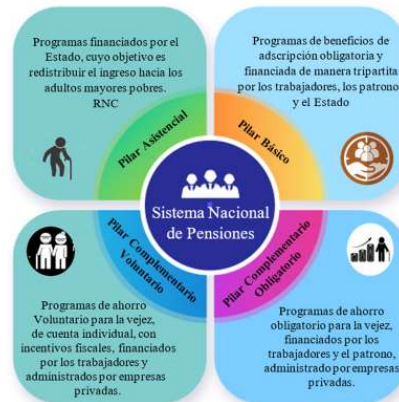 Programas financiados por el
Estado, cuyo objetivo es
redistribuir el ingreso hacia los
adultos mayores pobres.
RNC
Pilar Asistencial
Programas de beneficios de
adscripción obligatoria y
financiada de manera tripartita
por los trabajadores, los patrono
y el Estado
Pilar Básico
Sistema Nacional
de Pensiones
Pilar Complementario
Voluntario
Programas de ahorro
Voluntario para la vejez,
de cuenta individual, con
incentivos fiscales, financiados
por los trabajadores y
administrados por empresas
privadas.
Pilar Complementario
Obligatorio
Programas de ahorro
obligatorio para la vejez,
financiados por los
trabajadores y el patrono,
administrado por empresas
privadas.